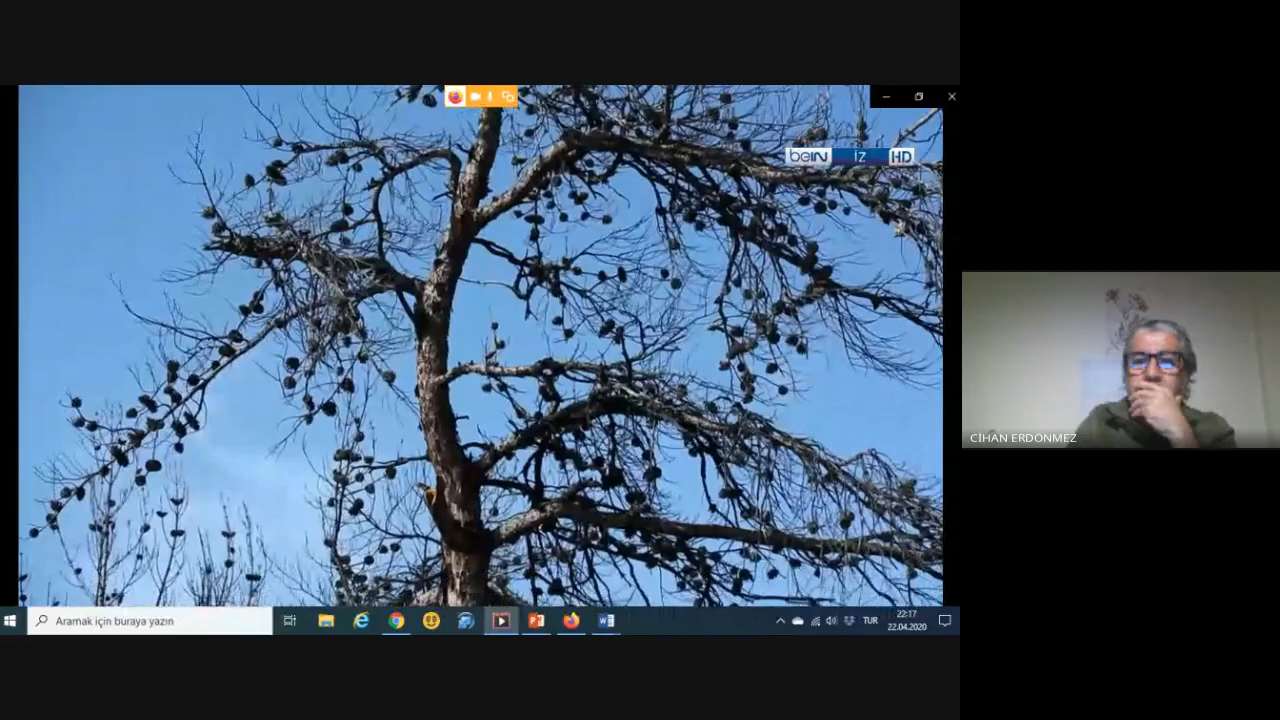 beIN İZ HD
CIHAN ERDONMEZ
Aramak için buraya yazın
TUR
22:17
22.04.2020